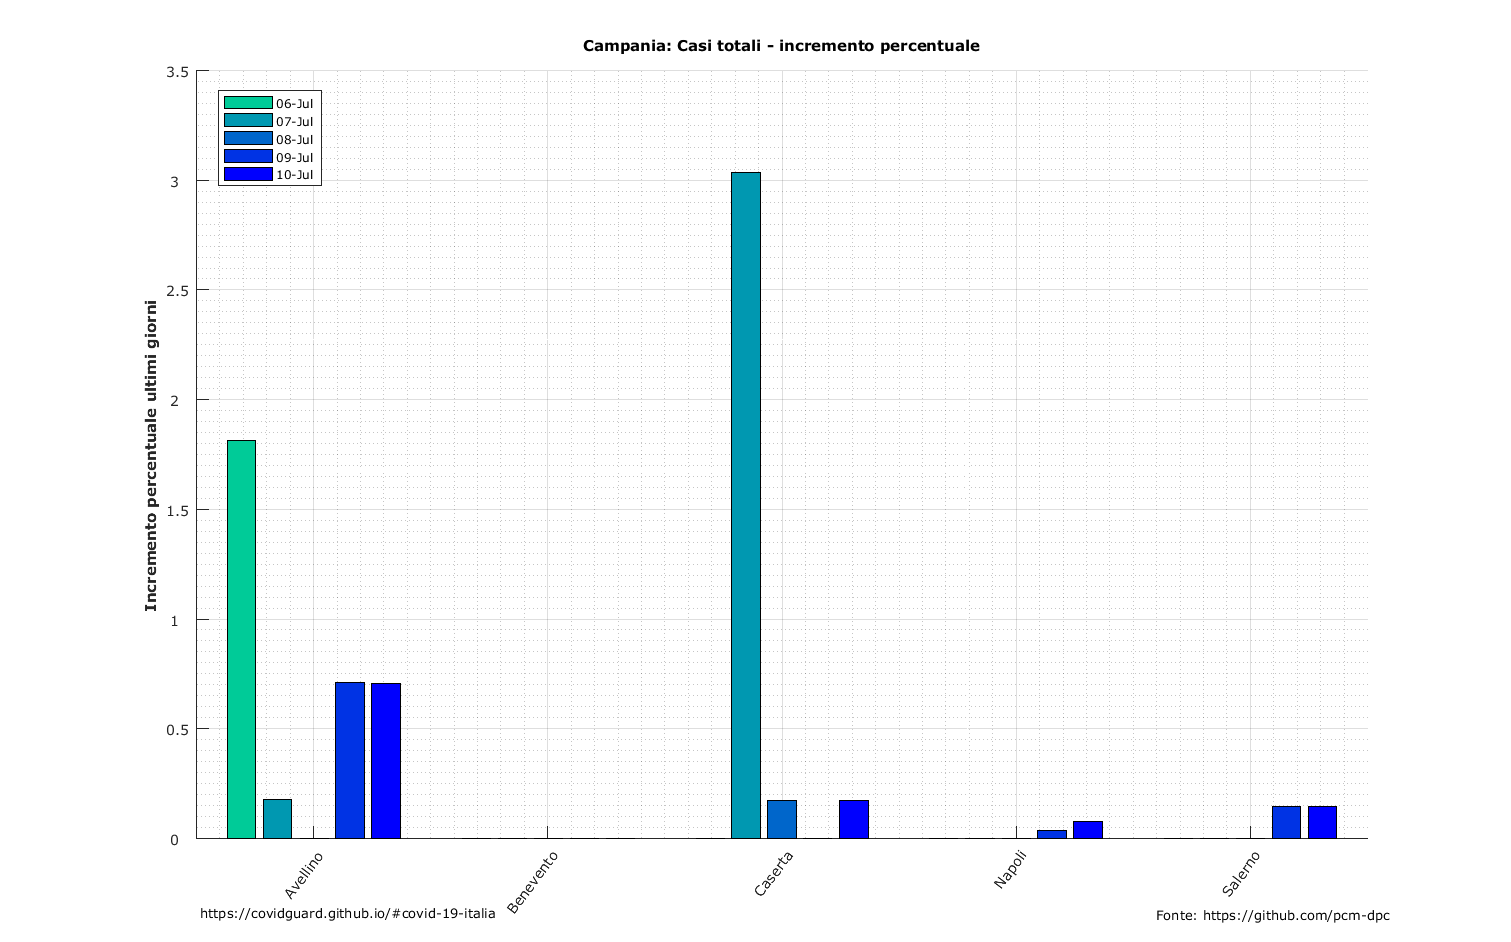 Campania: Casi totali - incremento percentuale
3.5
3
2.5
2
1.5
1
0.5
0
Incremento percentuale ultimi giorni
06-Jul
07-Jul
08-Jul
09-Jul
10-Jul
Avellino
Benevento
Caserta
Napoli
Salerno
https://covidguard.github.io/#covid-19-italia
Fonte: https://github.com/pcm-dpc